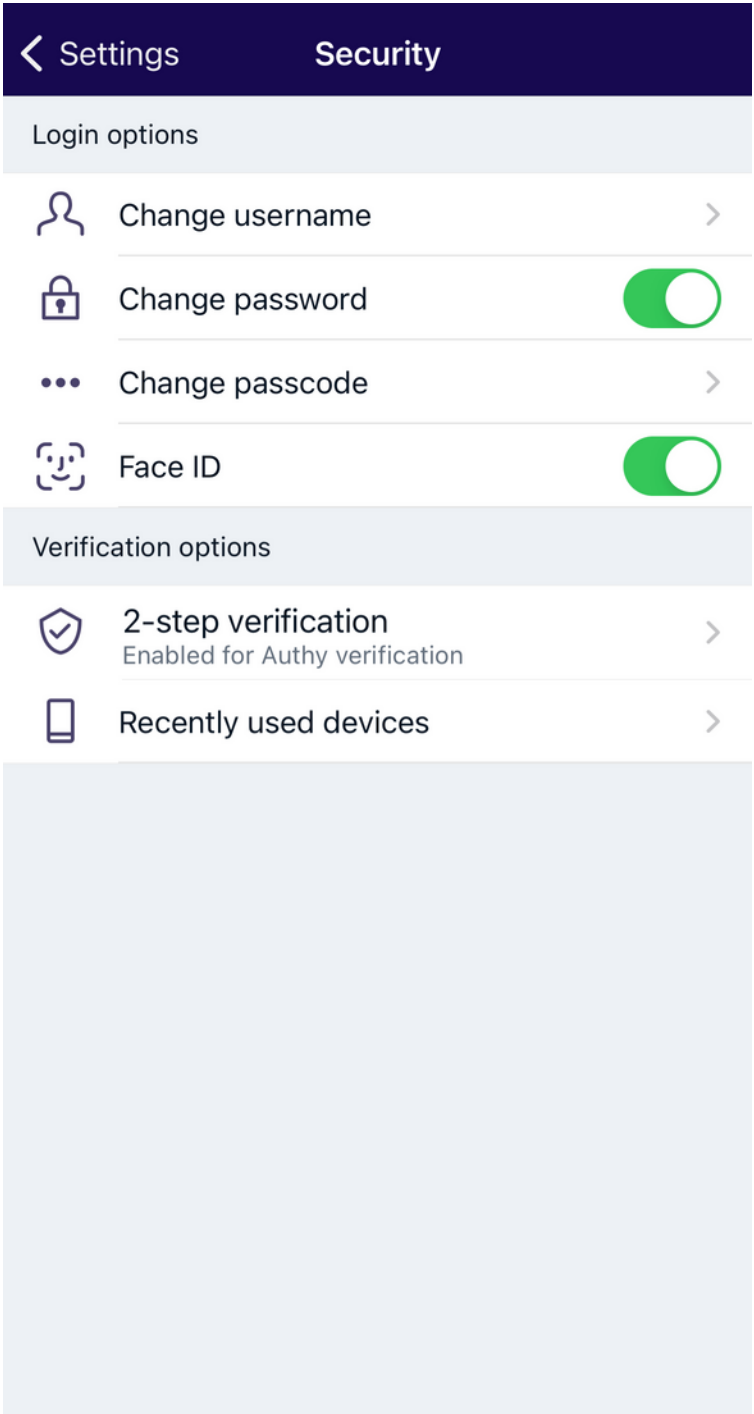 Settings
Security
Login options
Change username
Change password
Change passcode
Face ID
Verification options
2-step verification
Enabled for Authy verification
Recently used devices